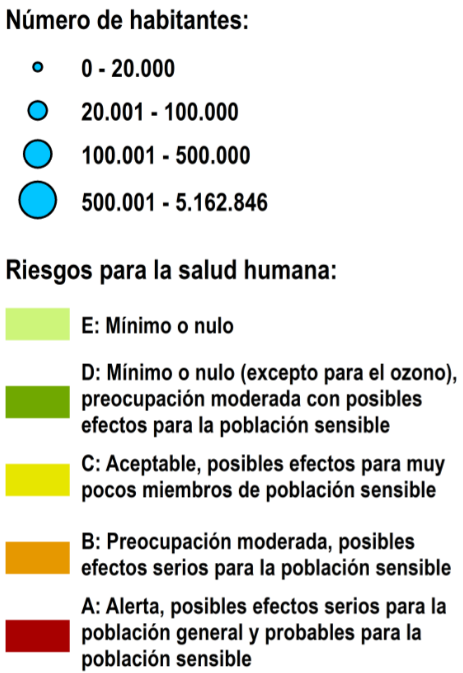 Número de habitantes:
0 - 20.000
20.001 - 100.000
100.001 - 500.000
500.001 - 5.162.846
Riesgos para la salud humana:
E: Mínimo o nulo
D: Mínimo o nulo (excepto para el ozono),
preocupación moderada con posibles
efectos para la población sensible
C: Aceptable, posibles efectos para muy
pocos miembros de población sensible
B: Preocupación moderada, posibles
efectos serios para la población sensible
A: Alerta, posibles efectos serios para la
población general y probables para la
población sensible